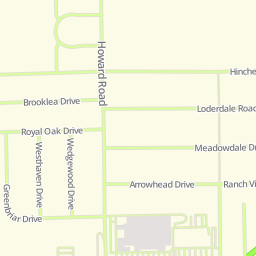 Howard Road
Hinche
Brooklea Drive
Loderdale Road
Royal Oak Drive
Westhaven Drive
Wedgewood Drive
Meadowdale Dr
Greenbriar Drive
Arrowhead Drive
Ranch Vi